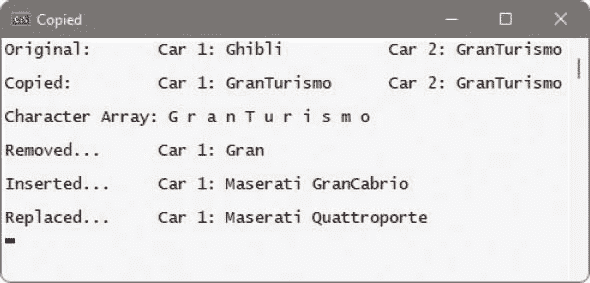 Copied
Original: Car 1: Ghibli Car 2: GranTurismo
Copied: Car 1: GranTurismo Car 2: GranTurismo
Character Array: G r a n T u r i s m o
Removed... Car 1: Gran
Inserted... Car 1: Maserati GranCabrio
Replaced... Car 1: Maserati Quattroporte